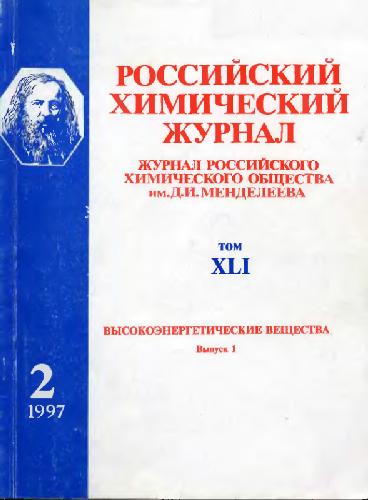 РОССИЙСКИЙ
ХИМИЧЕСКИЙ
ЖУРНАЛ
ЖУРНАЛ РОССИЙСКОГО
ХИМИЧЕСКОГО ОБЩЕСТВА
им. Д.И. МЕНДЕЛЕЕВА
ТОМ
XLI
ВЫСОКОЭНЕРГЕТИЧЕСКИЕ ВЕЩЕСТВА
Выпуск 1
2
1997